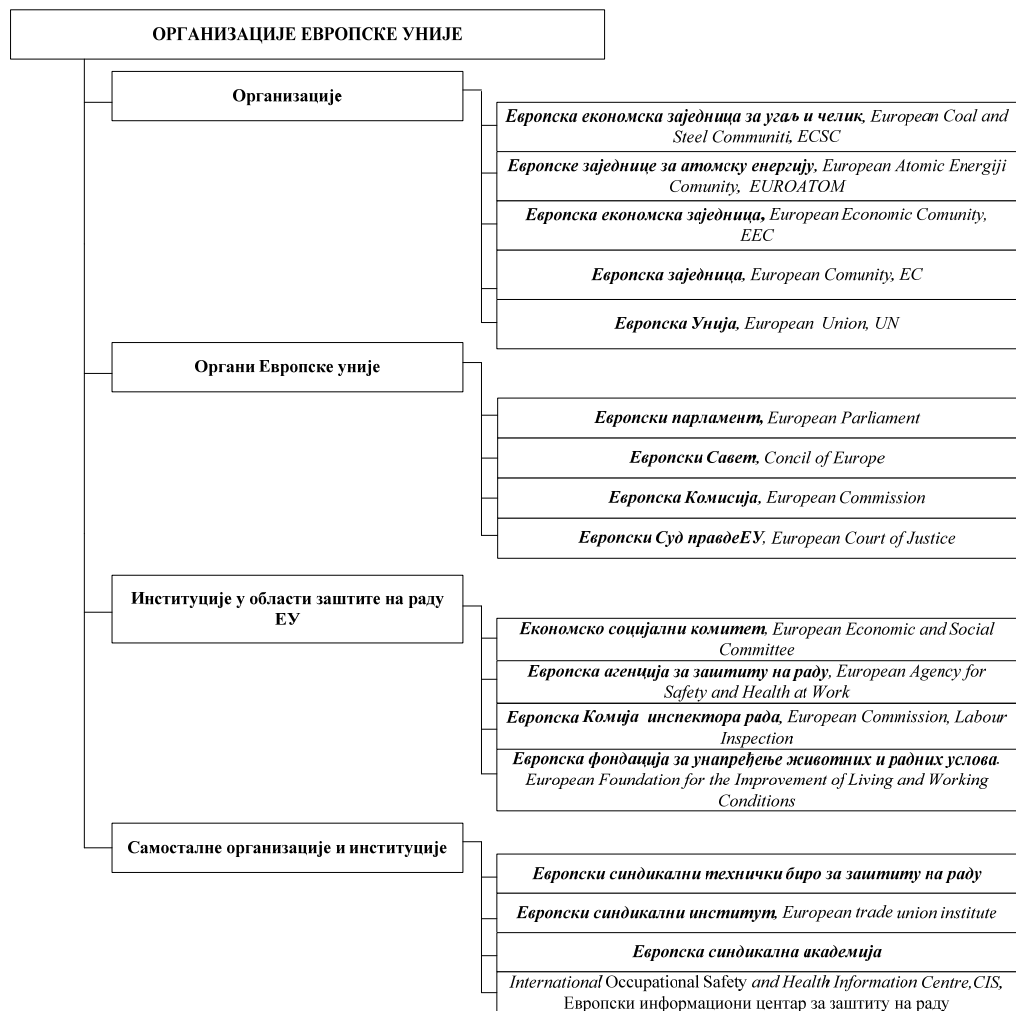 ОРГАНИЗАЦИЈЕ ЕВРОПСКЕ УНИЈЕ
Организације
Европска економска заједница за угаљ и челик, European Coal and
Steel Communiti, ECSC
Европске заједнице за атомску енергију, European Atomic Energiji
Comunity, EUROATOM
Европска економска заједница, European Economic Comunity,
EEC
Европска заједница, European Comunity, EC
Европска Унија, European Union, UN
Органи Европске уније
Европски парламент, European Parliament
Европски Савет, Concil of Europe
Европска Комисија, European Commission
Европски Суд правдеЕУ, European Court of Justice
Институције у области заштите на раду
ЕУ
Економско социјални комитет, European Economic and Social
Committee
Европска агенција за заштиту на раду, European Agency for
Safety and Health at Work
Европска Комија инспектора рада, European Commission, Labour
Inspection
Европска фондација за унапређење животних и радних услова.
European Foundation for the Improvement of Living and Working
Conditions
Самосталне организације и институције
Европски синдикални технички биро за заштиту на раду
Европски синдикални институт, European trade union institute
Европска синдикална академија
International Occupational Safety and Health Information Centre,CIS,
Европски информациони центар за заштиту на раду